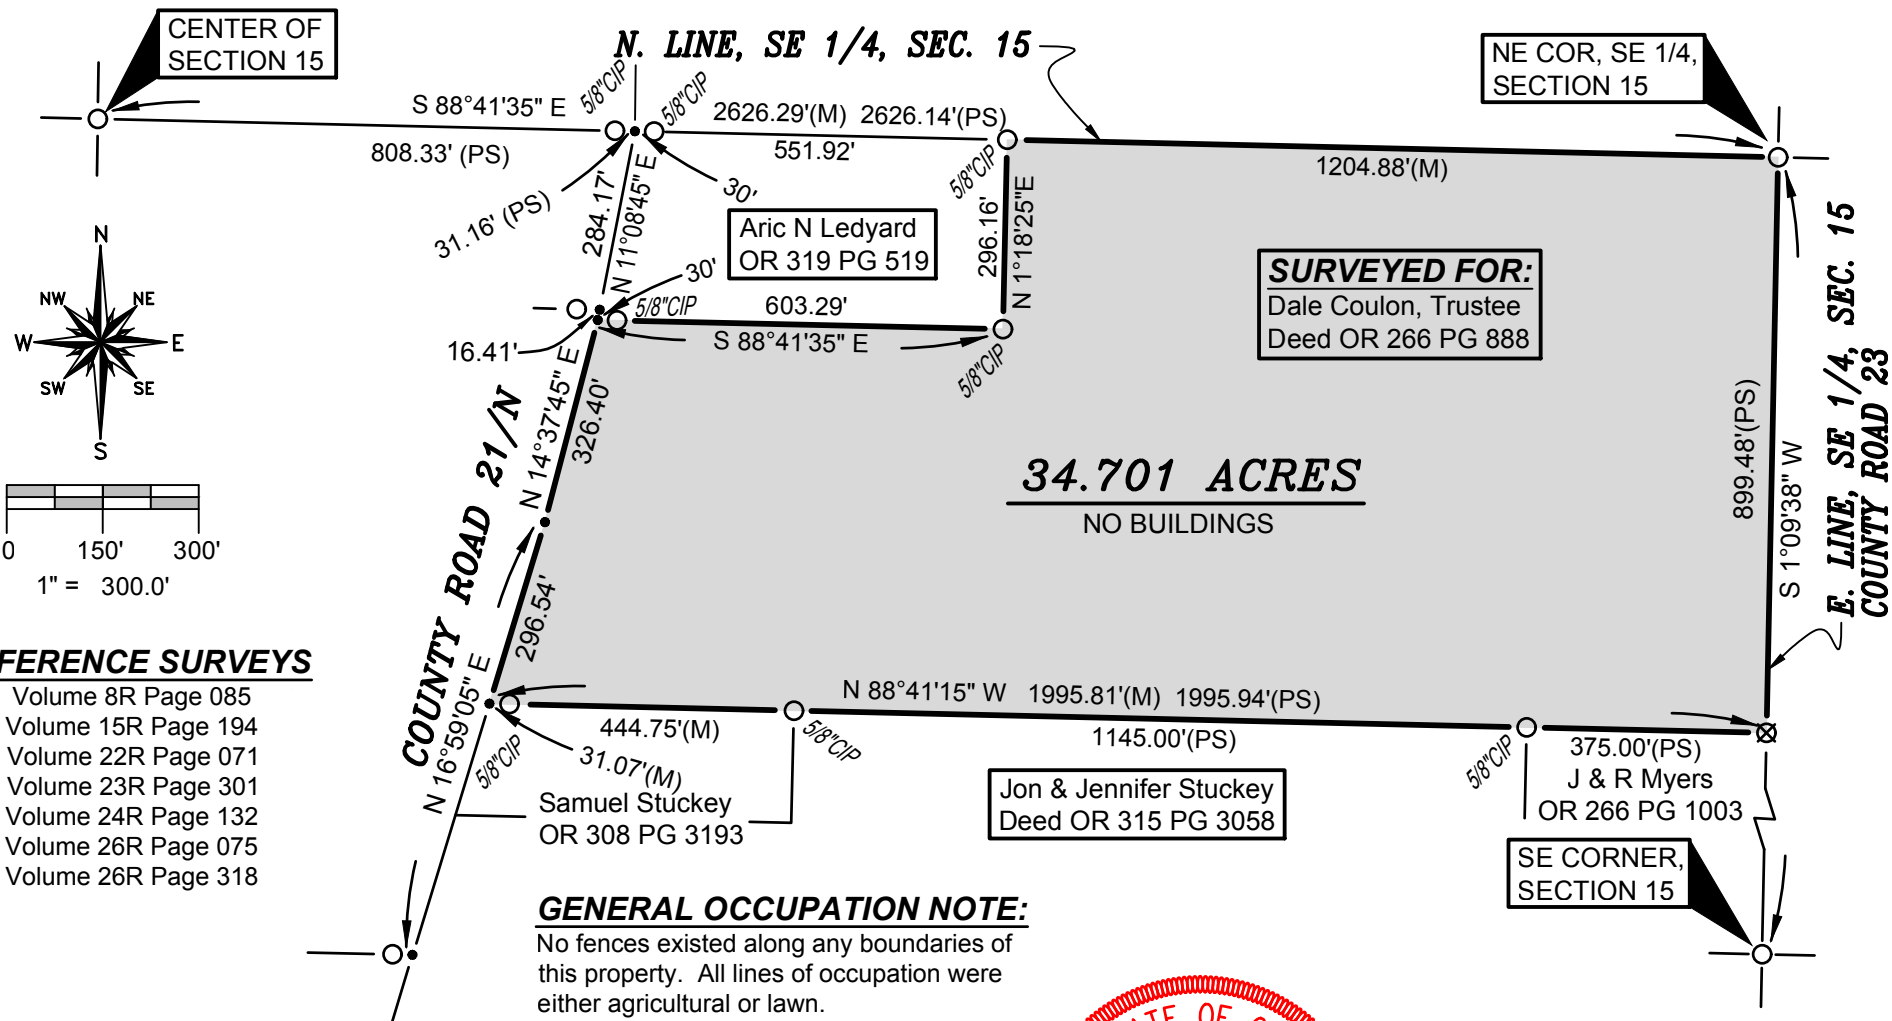 CENTER OF
SECTION 15
N. LINE, SE 1/4, SEC. 15
NE COR, SE 1/4,
SECTION 15
S 88°41'35" E
5/8"CIP
5/8"CIP
2626.29'(M) 2626.14'(PS)
808.33' (PS)
551.92'
1204.88'(M)
5/8"CIP
31.16' (PS)
30'
284.17'
N 11°08'45" E
Aric N Ledyard
OR 319 PG 519
296.16'
N 1°18'25"E
SURVEYED FOR:
Dale Coulon, Trustee
Deed OR 266 PG 888
N
NW
NE
W
E
SW
SE
S
30'
5/8"CIP
603.29'
S 88°41'35" E
5/8"CIP
16.41'
N 14°37'45" E
326.40'
COUNTY ROAD 21/N
34.701 ACRES
NO BUILDINGS
899.48'(PS)
S 1°09'38" W
E. LINE, SE 1/4, SEC. 15
COUNTY ROAD 23
0 150' 300'
1" = 300.0'
296.54'
N 16°59'05" E
FERENCE SURVEYS
Volume 8R Page 085
Volume 15R Page 194
Volume 22R Page 071
Volume 23R Page 301
Volume 24R Page 132
Volume 26R Page 075
Volume 26R Page 318
N 88°41'15" W 1995.81'(M) 1995.94'(PS)
444.75'(M)
5/8"CIP
1145.00'(PS)
5/8"CIP
375.00'(PS)
5/8"CIP
31.07'(M)
Samuel Stuckey
OR 308 PG 3193
Jon & Jennifer Stuckey
Deed OR 315 PG 3058
J & R Myers
OR 266 PG 1003
SE CORNER,
SECTION 15
GENERAL OCCUPATION NOTE:
No fences existed along any boundaries of
this property. All lines of occupation were
either agricultural or lawn.
TE OF